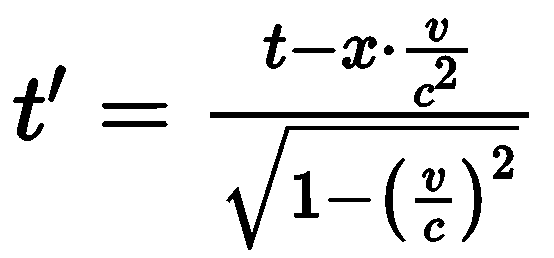 t′ = (t−x·v/c²)/√(1−(v/c)²)